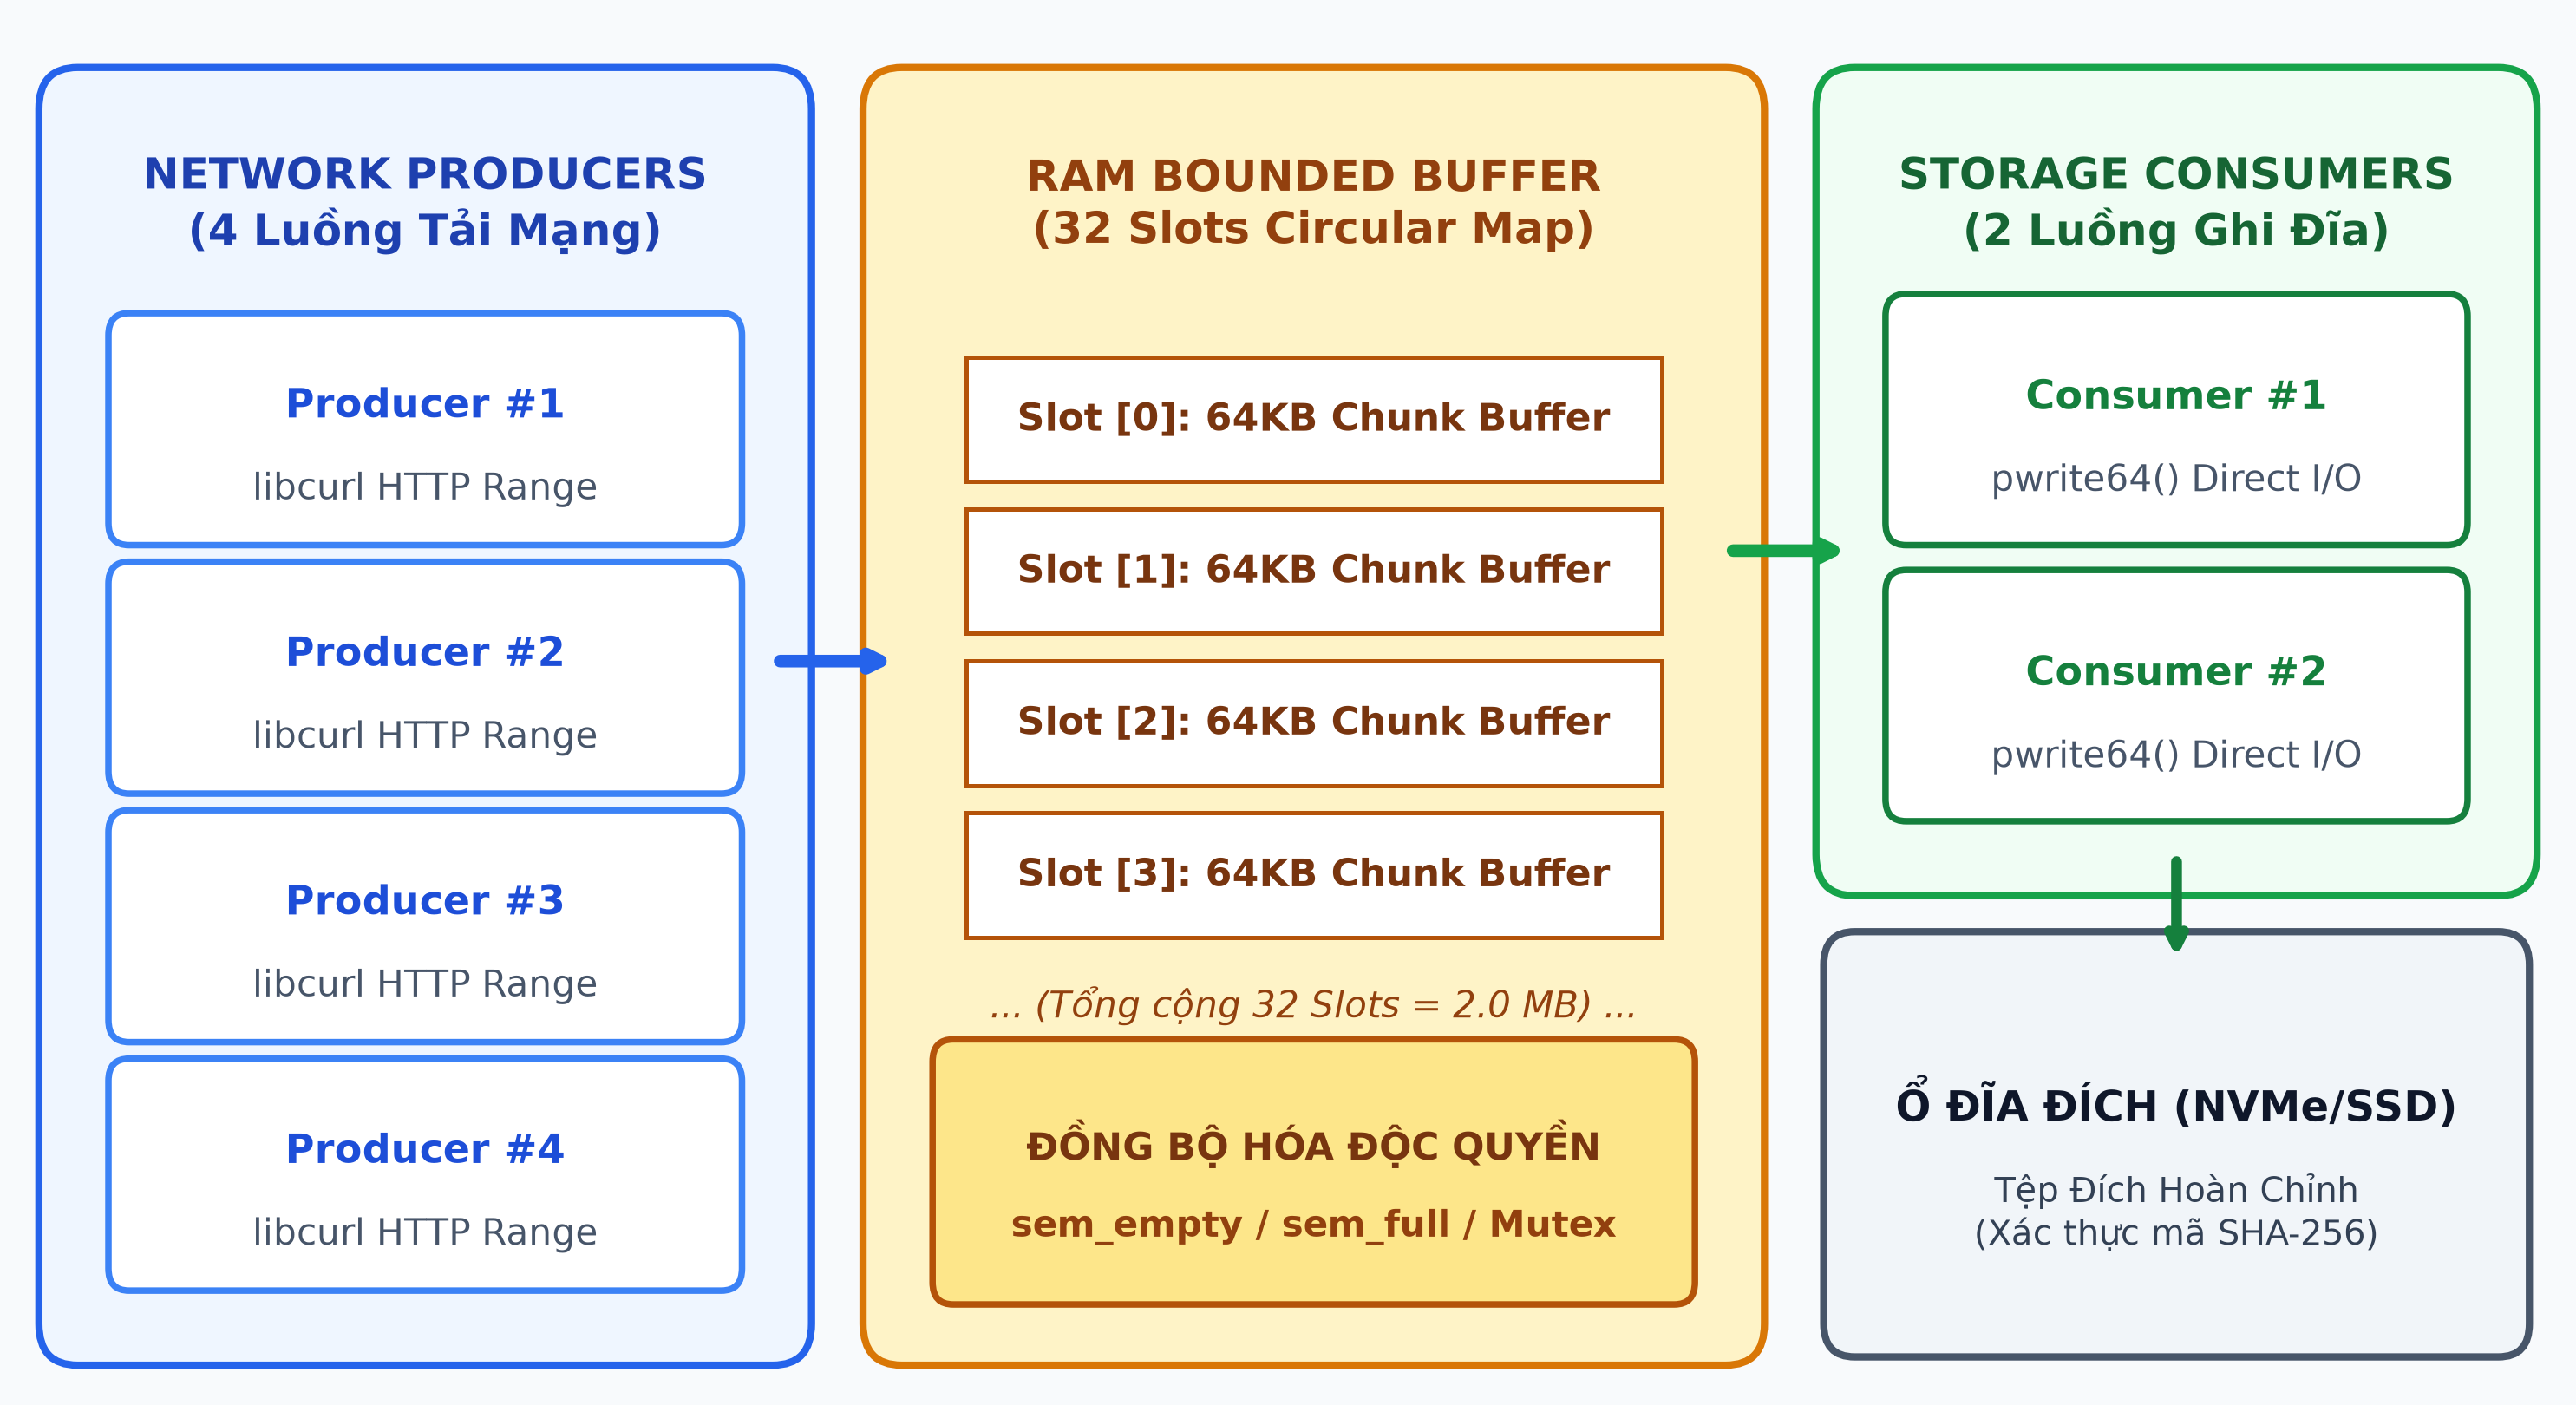 NETWORK PRODUCERS
(4 Luồng Tải Mạng)
Producer #1
libcurl HTTP Range
Producer #2
libcurl HTTP Range
Producer #3
libcurl HTTP Range
Producer #4
libcurl HTTP Range
RAM BOUNDED BUFFER
(32 Slots Circular Map)
Slot [0]: 64KB Chunk Buffer
Slot [1]: 64KB Chunk Buffer
Slot [2]: 64KB Chunk Buffer
Slot [3]: 64KB Chunk Buffer
... (Tổng cộng 32 Slots = 2.0 MB) ...
ĐỒNG BỘ HÓA ĐỘC QUYỀN
sem_empty / sem_full / Mutex
STORAGE CONSUMERS
(2 Luồng Ghi Đĩa)
Consumer #1
pwrite64() Direct I/O
Consumer #2
pwrite64() Direct I/O
Ổ ĐĨA ĐÍCH (NVMe/SSD)
Tệp Đích Hoàn Chỉnh
(Xác thực mã SHA-256)